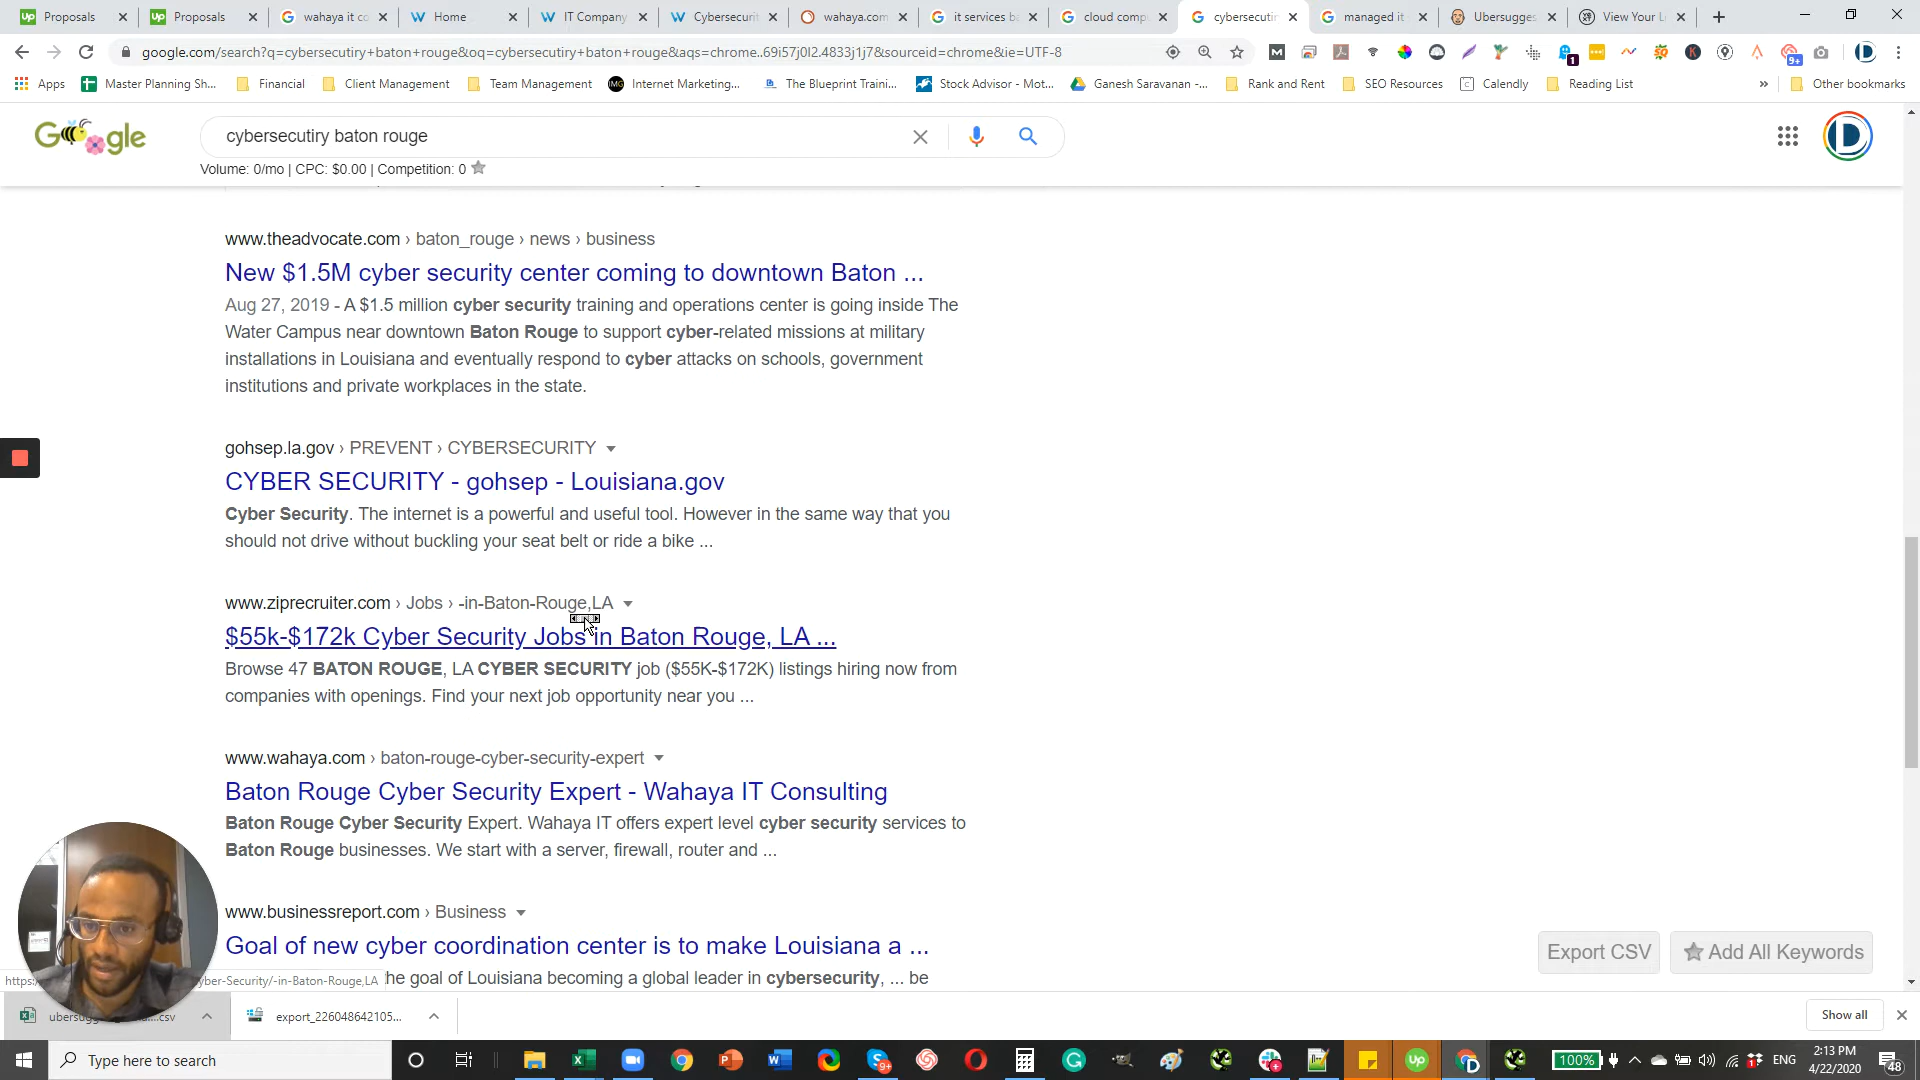 Proposals
Proposals
wahaya it co
Home
IT Company
Cybersecuri
wahaya.com
it services ba
cloud comp
cybersecutir
managed it
Ubersugges
View Your L
google.com/search?q=cybersecutiry+baton+rouge&oq=cybersecutiry+baton+rouge&aqs=chrome..69i57j0l2.4833j1j7&sourceid=chrome&ie=UTF-8
Apps
Master Planning Sh...
Financial
Client Management
Team Management
Internet Marketing...
The Blueprint Traini...
Stock Advisor - Mot...
Ganesh Saravanan -...
Rank and Rent
SEO Resources
Calendly
Reading List
»
Other bookmarks
Google
cybersecutiry baton rouge
Volume: 0/mo | CPC: $0.00 | Competition: 0
www.theadvocate.com › baton_rouge › news › business
New $1.5M cyber security center coming to downtown Baton ...
Aug 27, 2019 - A $1.5 million cyber security training and operations center is going inside The
Water Campus near downtown Baton Rouge to support cyber-related missions at military
installations in Louisiana and eventually respond to cyber attacks on schools, government
institutions and private workplaces in the state.
gohsep.la.gov › PREVENT › CYBERSECURITY
CYBER SECURITY - gohsep - Louisiana.gov
Cyber Security. The internet is a powerful and useful tool. However in the same way that you
should not drive without buckling your seat belt or ride a bike ...
www.ziprecruiter.com › Jobs › -in-Baton-Rouge,LA
$55k-$172k Cyber Security Jobs in Baton Rouge, LA ...
Browse 47 BATON ROUGE, LA CYBER SECURITY job ($55K-$172K) listings hiring now from
companies with openings. Find your next job opportunity near you ...
www.wahaya.com › baton-rouge-cyber-security-expert
Baton Rouge Cyber Security Expert - Wahaya IT Consulting
Baton Rouge Cyber Security Expert. Wahaya IT offers expert level cyber security services to
Baton Rouge businesses. We start with a server, firewall, router and ...
www.businessreport.com › Business
Goal of new cyber coordination center is to make Louisiana a ...
he goal of Louisiana becoming a global leader in cybersecurity, ... be
Export CSV
Add All Keywords
https:/
yber-Security/-in-Baton-Rouge,LA
ubersugg
.csv
export_226048642105...
Show all
Type here to search
100%
ENG
2:13 PM
4/22/2020
48